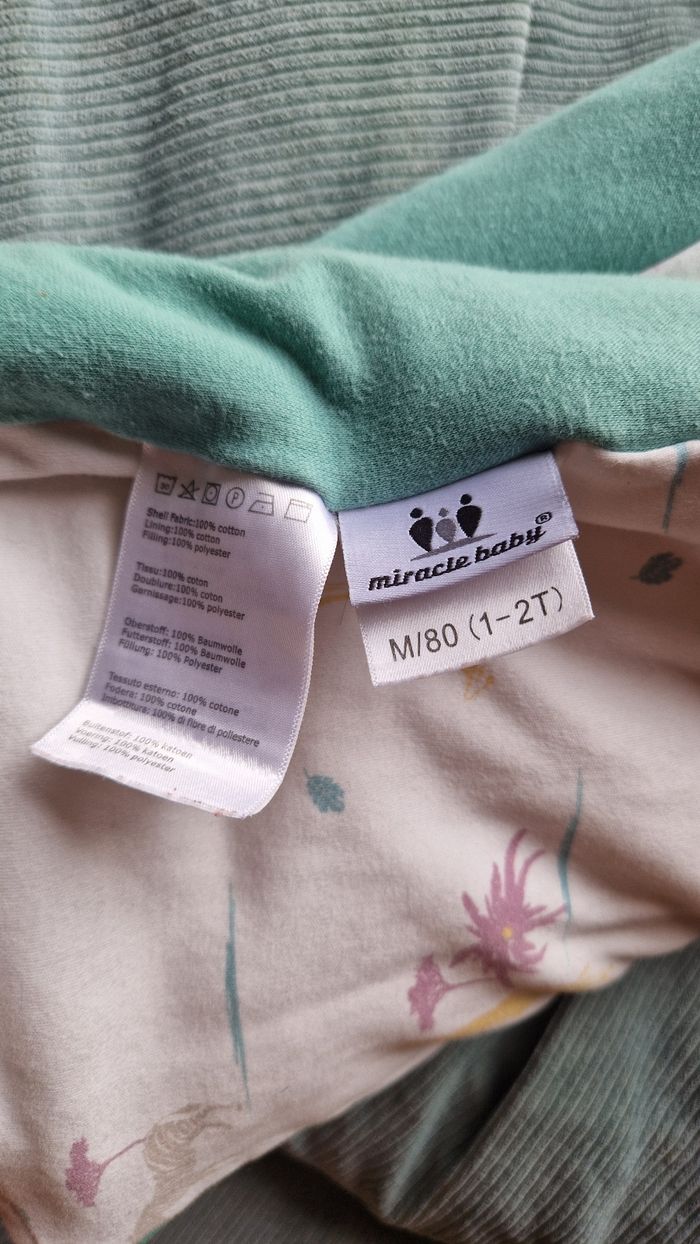 Shell Fabric:100% cotton
Lining:100% cotton
Filling:100% polyester
Tissu:100% coton
Doublure:100% coton
Garnissage:100% polyester
Oberstoff: 100% Baumwolle
Futterstoff: 100% Baumwolle
Füllung: 100% Polyester
Tessuto esterno: 100% cotone
Fodera: 100% cotone
Imbottitura: 100% di fibre di poliestere
Buitenstof: 100% katoen
Voering: 100% katoen
Vulling: 100% polyester
miracle baby®
M/80 (1-2T)